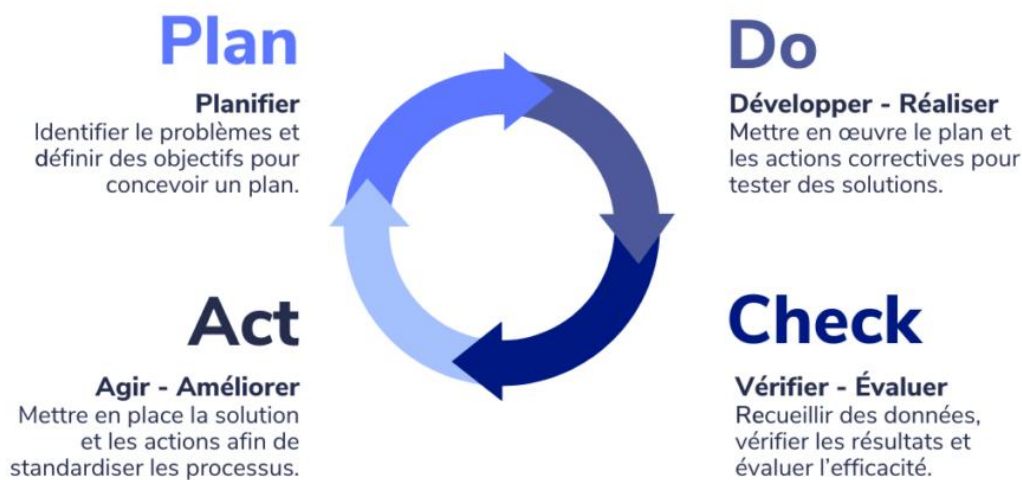 Plan
Planifier
Identifier le problèmes et
définir des objectifs pour
concevoir un plan.
Do
Développer - Réaliser
Mettre en œuvre le plan et
les actions correctives pour
tester des solutions.
Act
Agir - Améliorer
Mettre en place la solution
et les actions afin de
standardiser les processus.
Check
Vérifier - Évaluer
Recueillir des données,
vérifier les résultats et
évaluer l'efficacité.